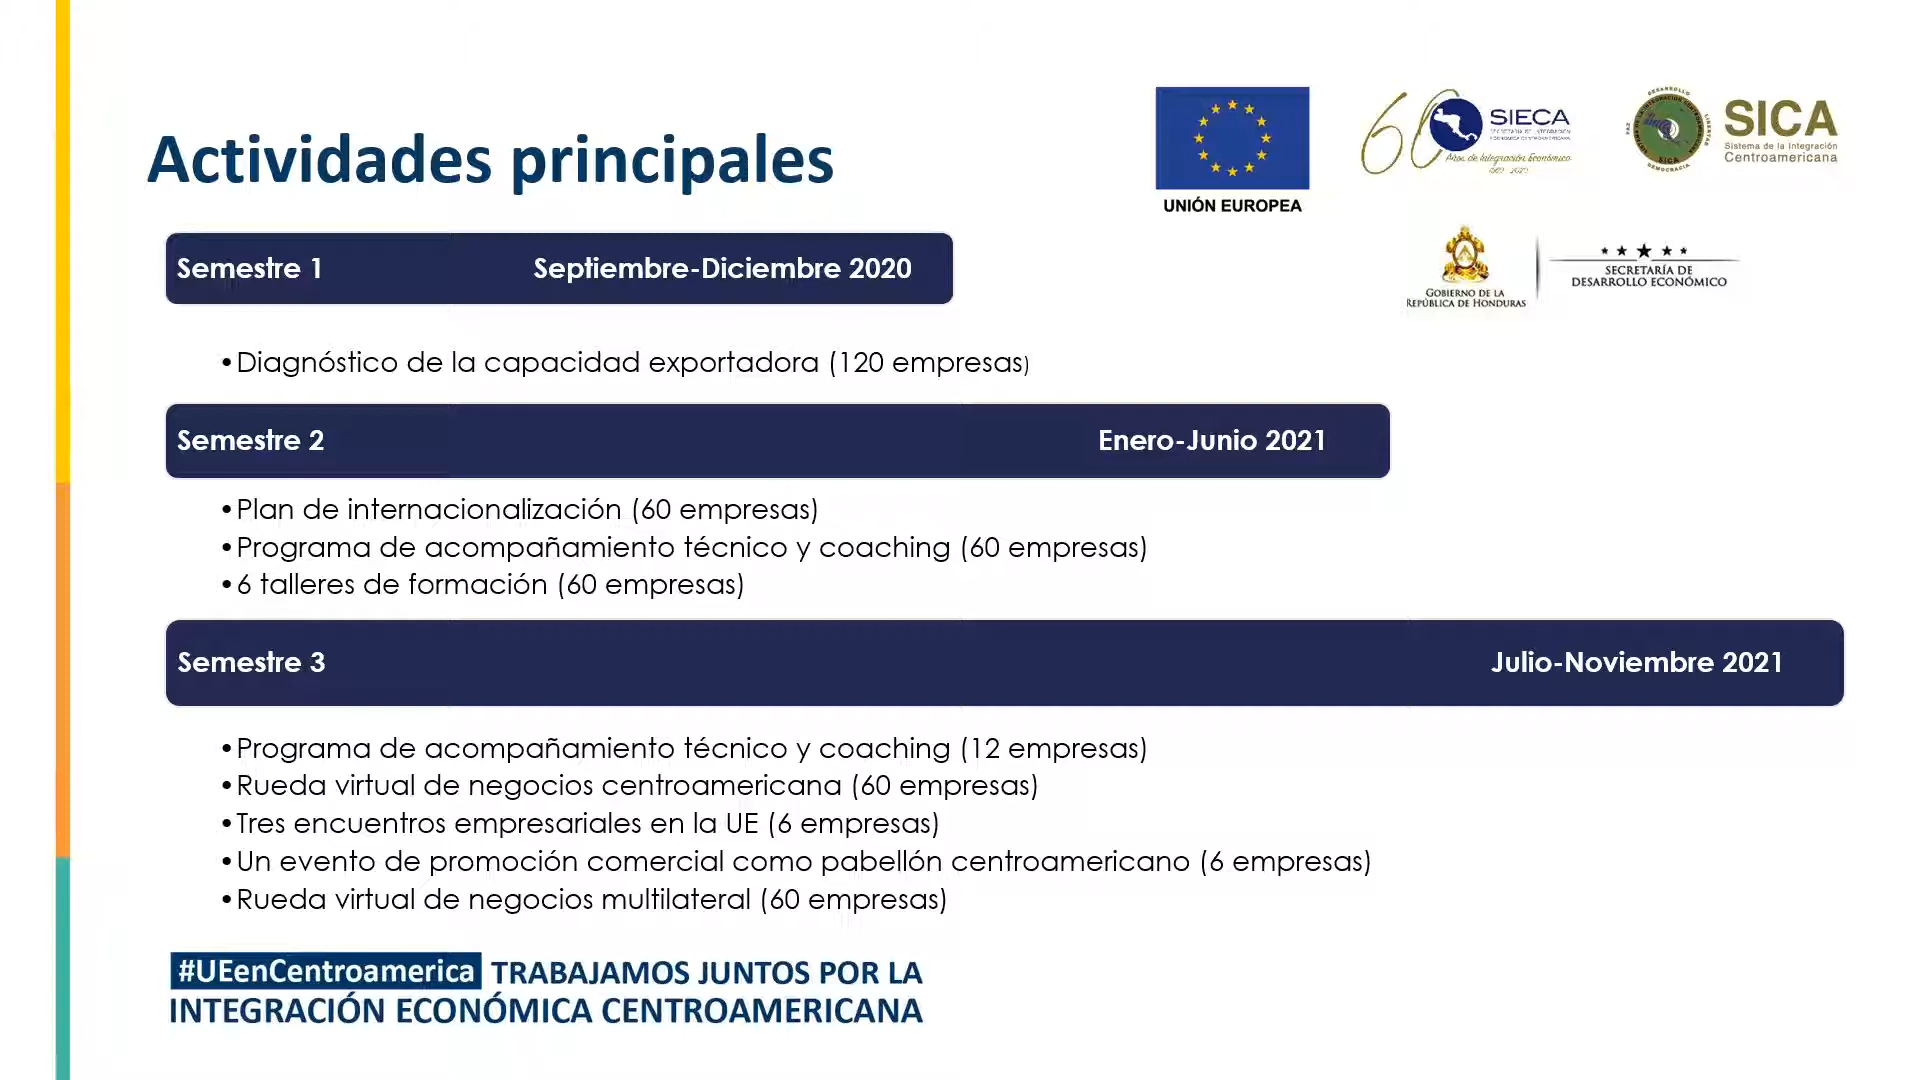 Actividades principales
UNIÓN EUROPEA
60
SIECA
Años de Integración Económica
SICA
Sistema de la Integración
Centroamericana
GOBIERNO DE LA
REPÚBLICA DE HONDURAS
SECRETARÍA DE
DESARROLLO ECONÓMICO
Semestre 1 Septiembre-Diciembre 2020
•Diagnóstico de la capacidad exportadora (120 empresas)
Semestre 2 Enero-Junio 2021
•Plan de internacionalización (60 empresas)
•Programa de acompañamiento técnico y coaching (60 empresas)
•6 talleres de formación (60 empresas)
Semestre 3 Julio-Noviembre 2021
•Programa de acompañamiento técnico y coaching (12 empresas)
•Rueda virtual de negocios centroamericana (60 empresas)
•Tres encuentros empresariales en la UE (6 empresas)
•Un evento de promoción comercial como pabellón centroamericano (6 empresas)
•Rueda virtual de negocios multilateral (60 empresas)
#UEenCentroamerica TRABAJAMOS JUNTOS POR LA
INTEGRACIÓN ECONÓMICA CENTROAMERICANA